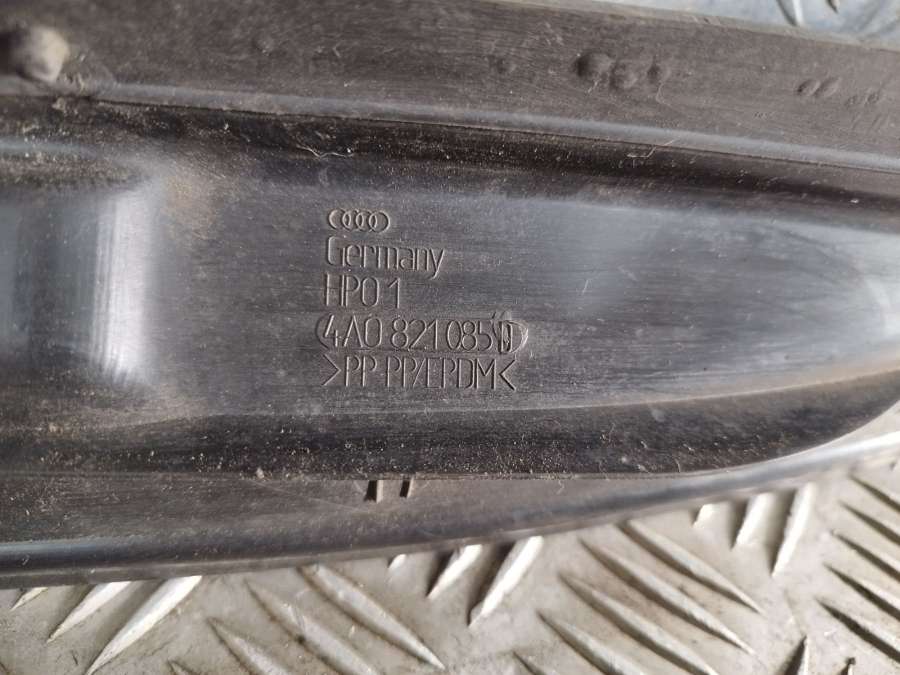 Germany
HP01
4A0 821 085 D
>PP PP/EPDM<